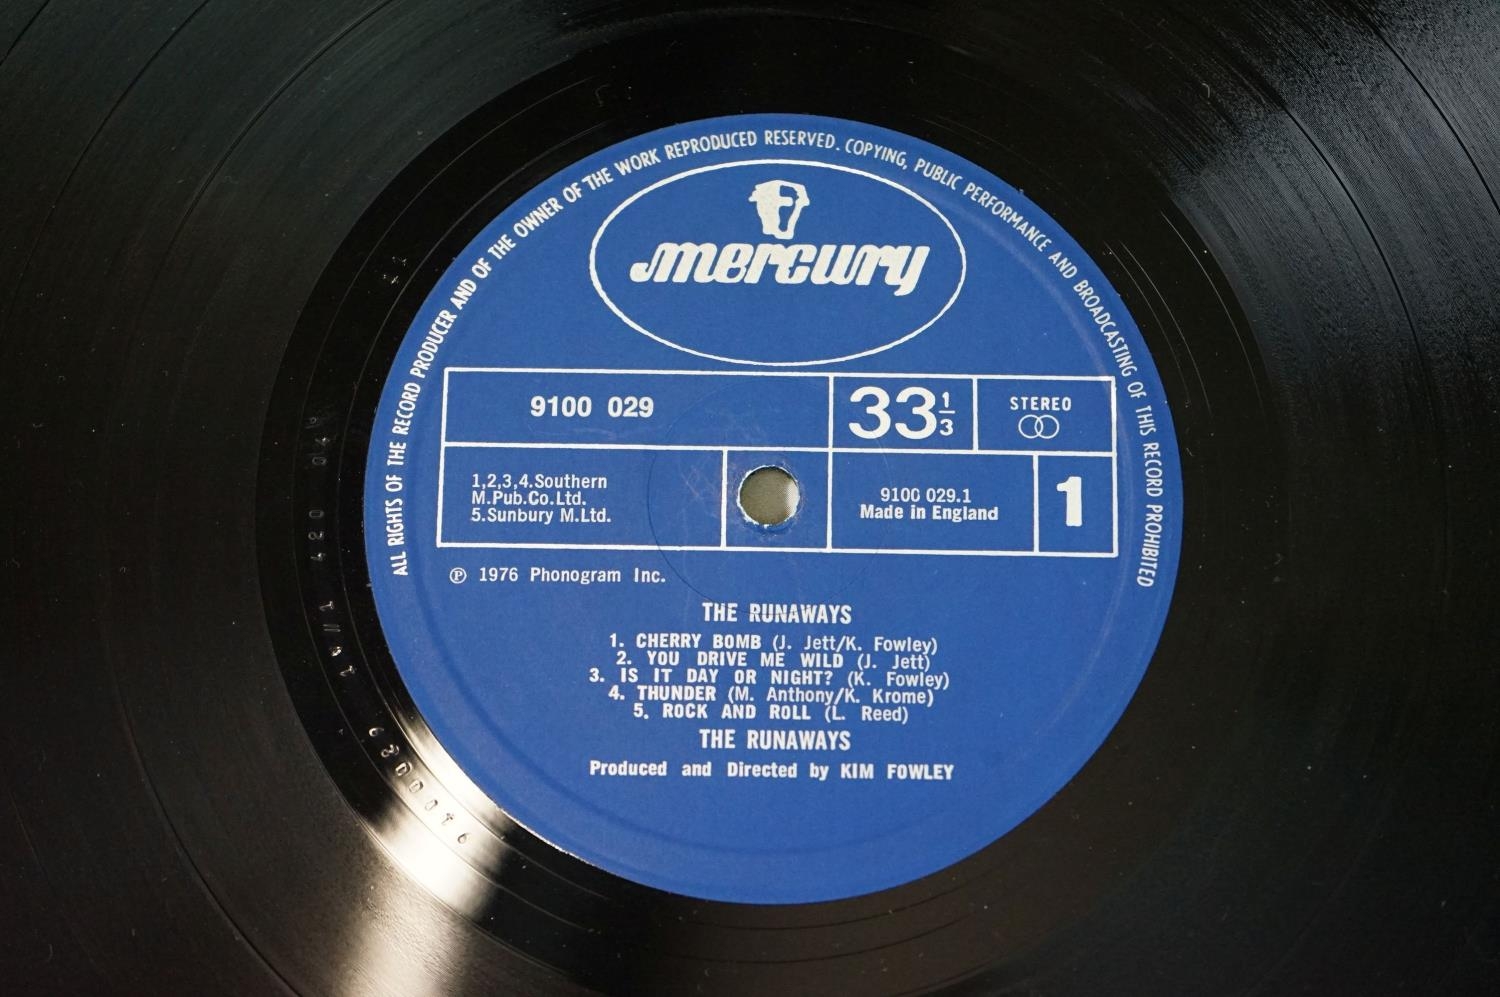 ALL RIGHTS OF THE RECORD PRODUCER AND OF THE OWNER OF THE WORK REPRODUCED RESERVED. COPYING, PUBLIC PERFORMANCE AND BROADCASTING OF THIS RECORD PROHIBITED
mercury
9100 029
33 1/3
STEREO
1,2,3,4.Southern
M.Pub.Co.Ltd.
5.Sunbury M.Ltd.
9100 029.1
Made in England
1
℗ 1976 Phonogram Inc.
THE RUNAWAYS
1. CHERRY BOMB (J. Jett/K. Fowley)
2. YOU DRIVE ME WILD (J. Jett)
3. IS IT DAY OR NIGHT? (K. Fowley)
4. THUNDER (M. Anthony/K. Krome)
5. ROCK AND ROLL (L. Reed)
THE RUNAWAYS
Produced and Directed by KIM FOWLEY